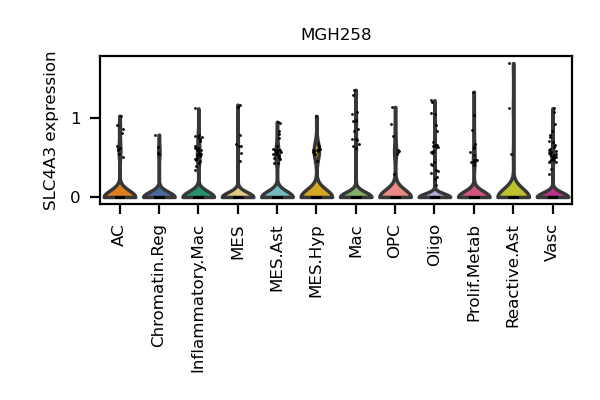 MGH258
SLC4A3 expression
1
0
AC
Chromatin.Reg
Inflammatory.Mac
MES
MES.Ast
MES.Hyp
Mac
OPC
Oligo
Prolif.Metab
Reactive.Ast
Vasc